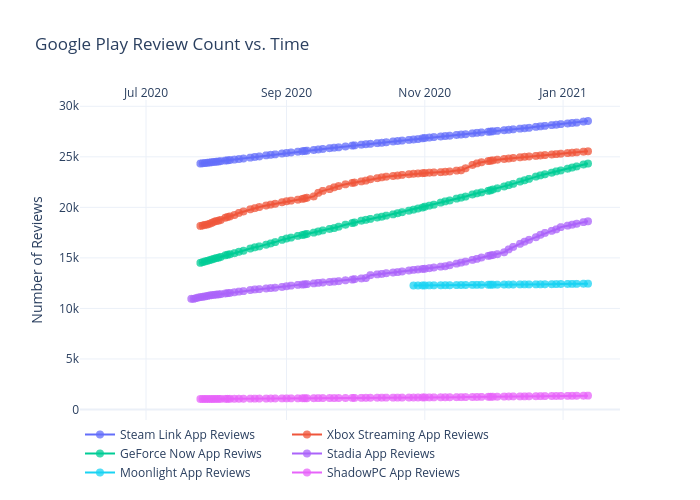 Google Play Review Count vs. Time
Jul 2020 Sep 2020 Nov 2020 Jan 2021
30k
25k
20k
15k
10k
5k
0
Number of Reviews
Steam Link App Reviews Xbox Streaming App Reviews
GeForce Now App Reviws Stadia App Reviews
Moonlight App Reviews ShadowPC App Reviews